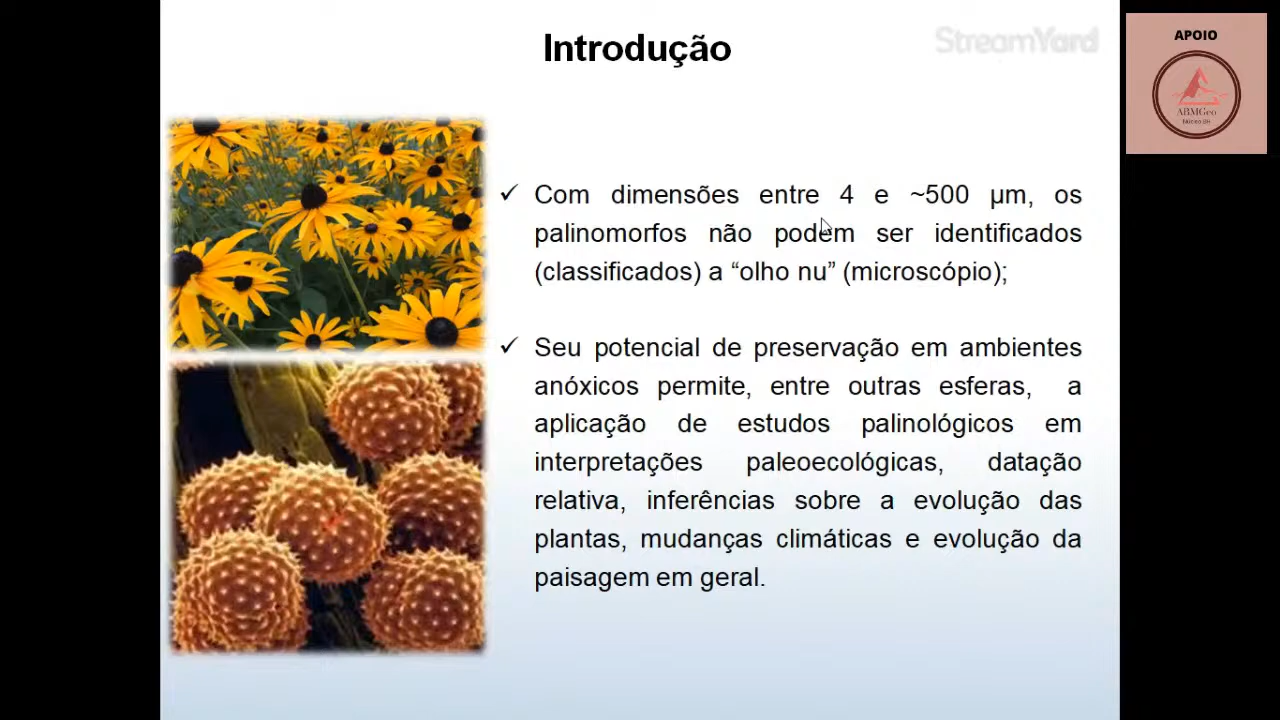 Introdução
StreamYard
APOIO
ABMGeo
Núcleo BH
✓ Com dimensões entre 4 e ~500 µm, os
palinomorfos não podem ser identificados
(classificados) a “olho nu” (microscópio);
✓ Seu potencial de preservação em ambientes
anóxicos permite, entre outras esferas, a
aplicação de estudos palinológicos em
interpretações paleoecológicas, datação
relativa, inferências sobre a evolução das
plantas, mudanças climáticas e evolução da
paisagem em geral.